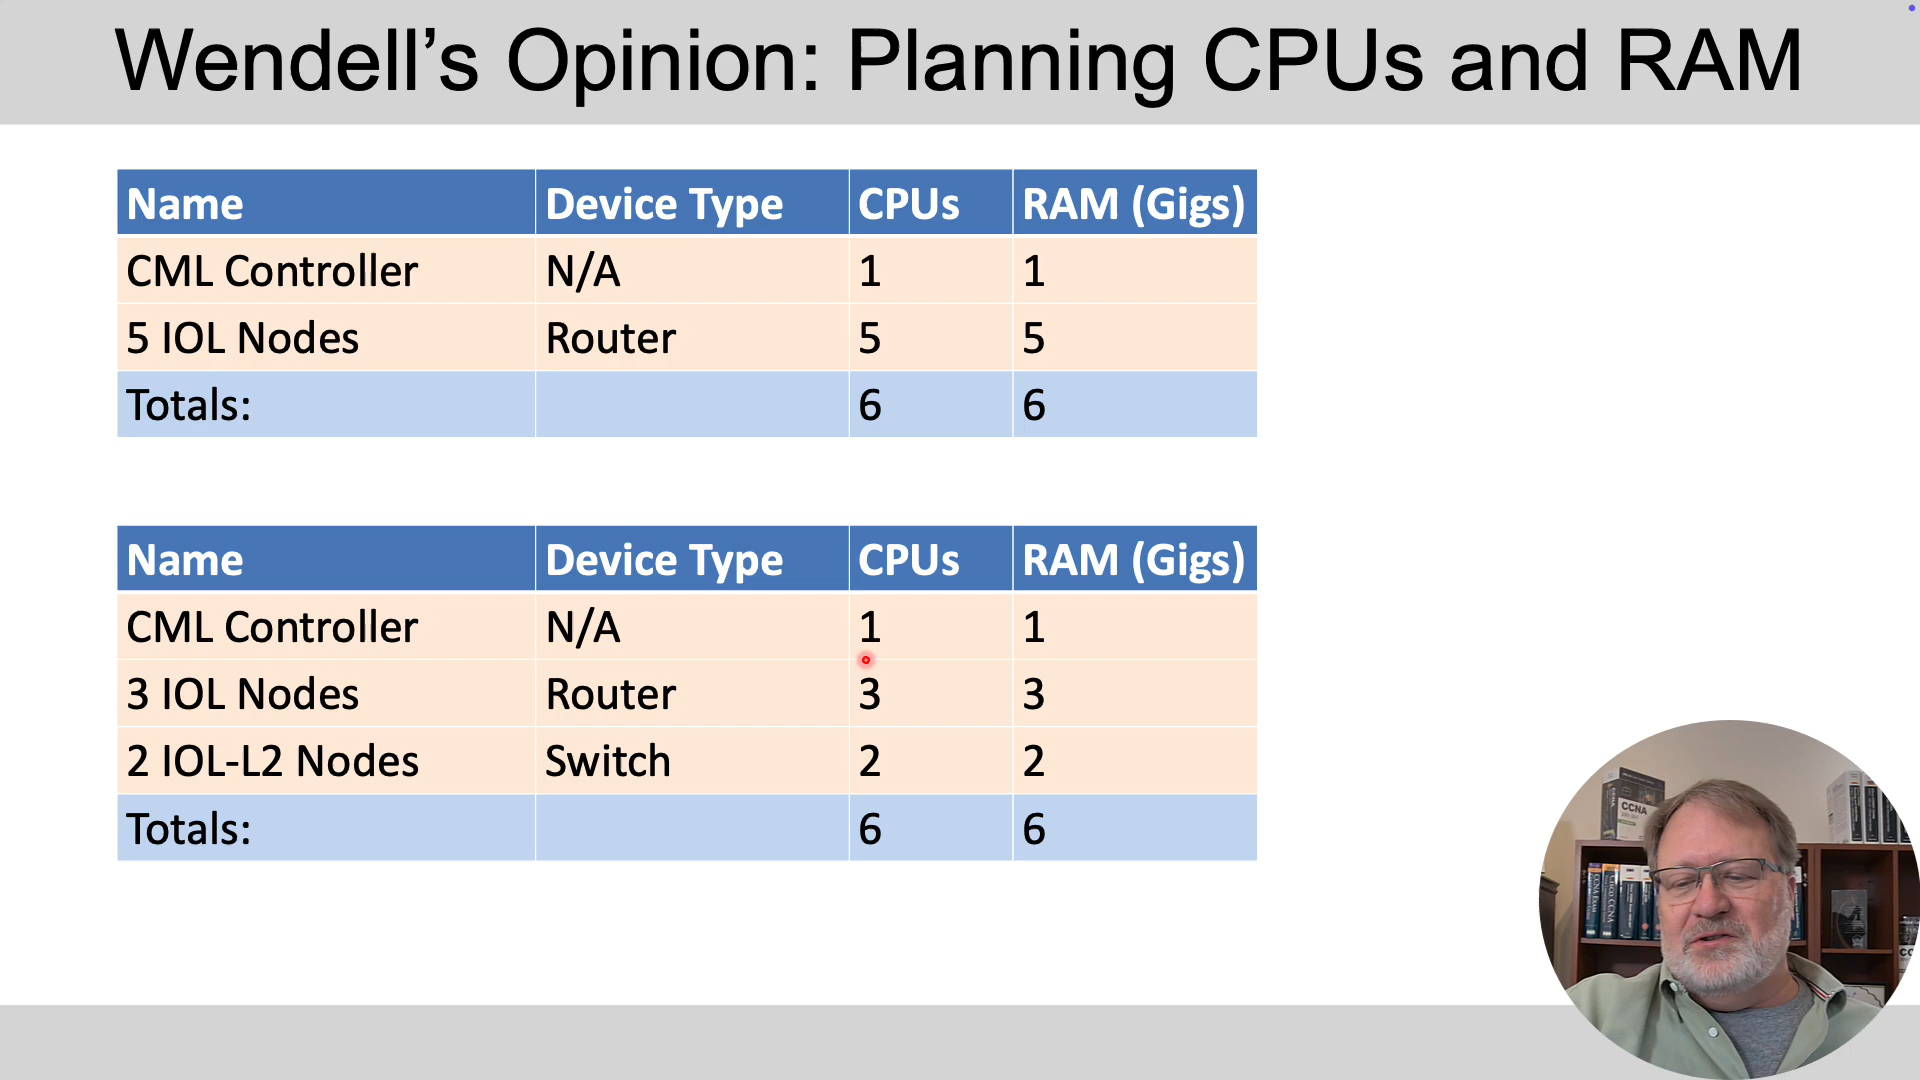 Wendell’s Opinion: Planning CPUs and RAM
Name Device Type CPUs RAM (Gigs)
CML Controller N/A 1 1
5 IOL Nodes Router 5 5
Totals: 6 6
Name Device Type CPUs RAM (Gigs)
CML Controller N/A 1 1
3 IOL Nodes Router 3 3
2 IOL-L2 Nodes Switch 2 2
Totals: 6 6
CCNA